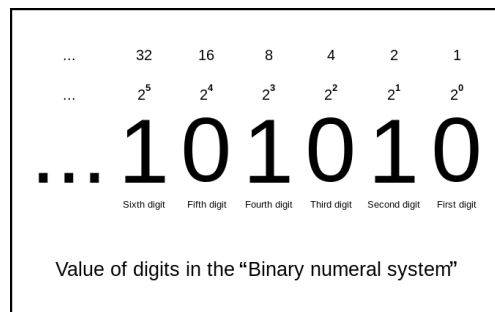 ... 32 16 8 4 2 1
... 2⁵ 2⁴ 2³ 2² 2¹ 2⁰
...101010
Sixth digit Fifth digit Fourth digit Third digit Second digit First digit
Value of digits in the “Binary numeral system”